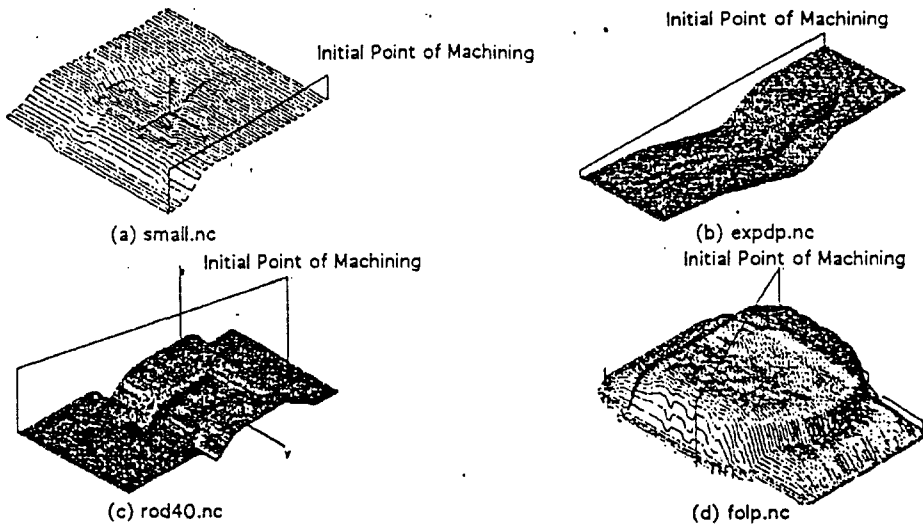 Initial Point of Machining
(a) small.nc
Initial Point of Machining
(b) expdp.nc
Initial Point of Machining
Y
(c) rod40.nc
Initial Point of Machining
(d) folp.nc